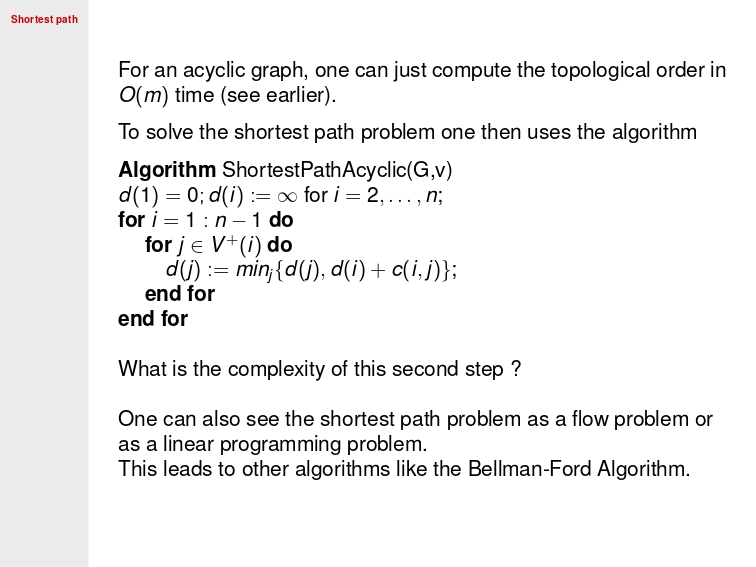 Shortest path
For an acyclic graph, one can just compute the topological order in
O(m) time (see earlier).
To solve the shortest path problem one then uses the algorithm
Algorithm ShortestPathAcyclic(G,v)
d(1) = 0; d(i) := ∞ for i = 2, . . . , n;
for i = 1 : n − 1 do
for j ∈ V⁺(i) do
d(j) := minⱼ{d(j), d(i) + c(i, j)};
end for
end for
What is the complexity of this second step ?
One can also see the shortest path problem as a flow problem or
as a linear programming problem.
This leads to other algorithms like the Bellman-Ford Algorithm.